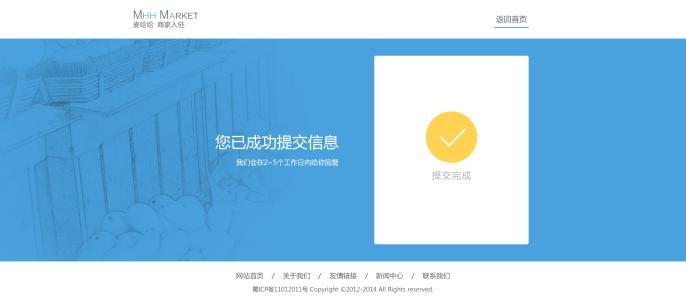 MHH MARKET
麦哈哈 商家入驻
返回首页
您已成功提交信息
我们会在2~5个工作日内给你回复
提交完成
网站首页 / 关于我们 / 友情链接 / 新闻中心 / 联系我们
蜀ICP备11012011号 Copyright ©2012-2014 All Rights reserved.